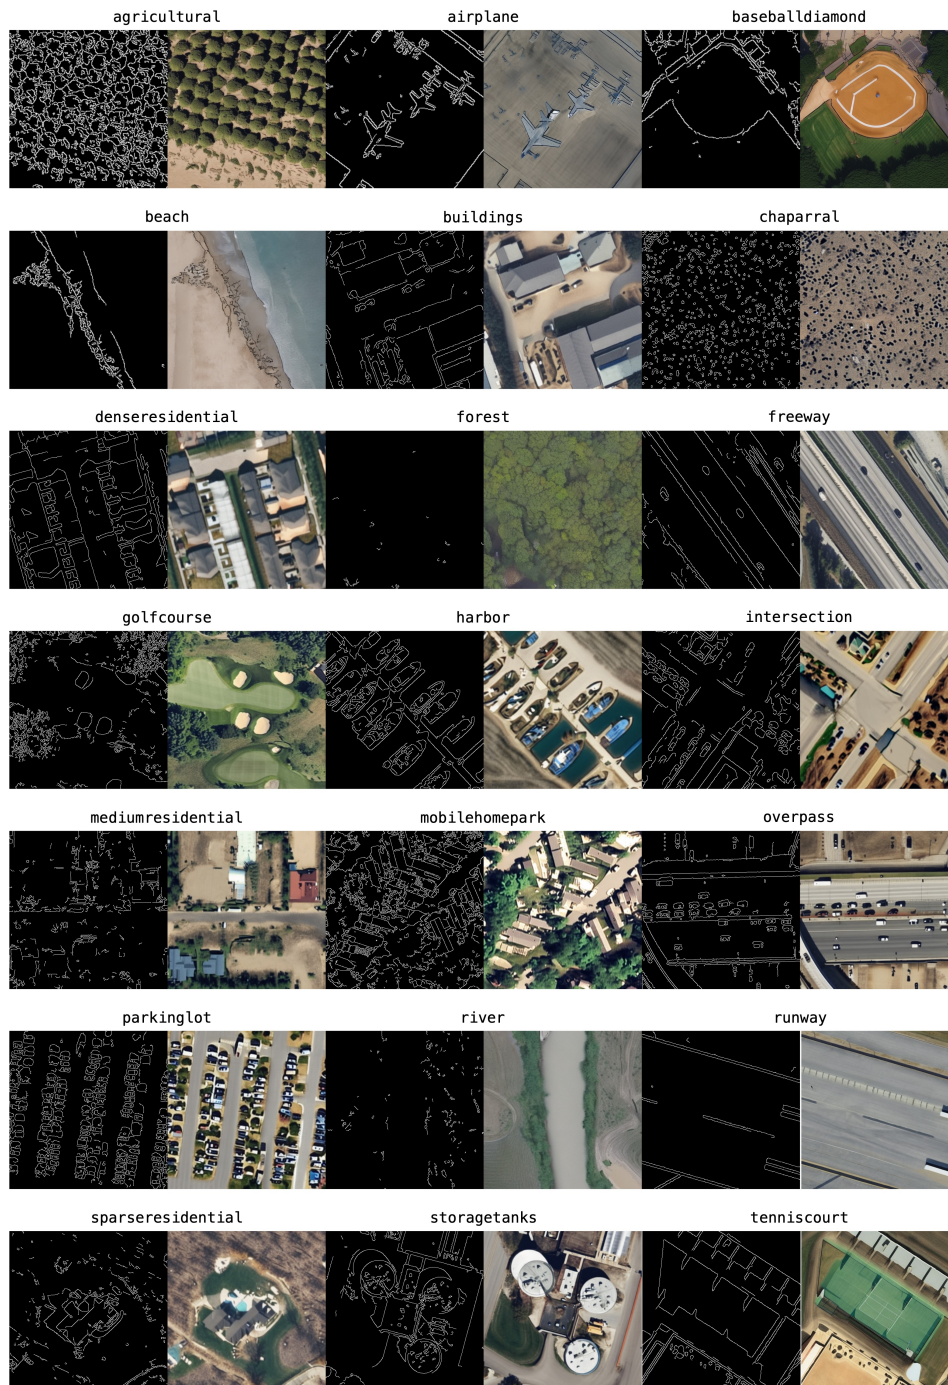 agricultural
airplane
baseballdiamond
beach
buildings
chaparral
denseresidential
forest
freeway
golfcourse
harbor
intersection
mediumresidential
mobilehomepark
overpass
parkinglot
river
runway
sparseresidential
storagetanks
tenniscourt